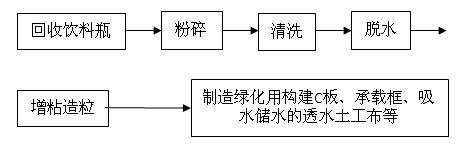 回收饮料瓶
粉碎
清洗
脱水
增粘造粒
制造绿化用构建C板、承载框、吸
水储水的透水土工布等